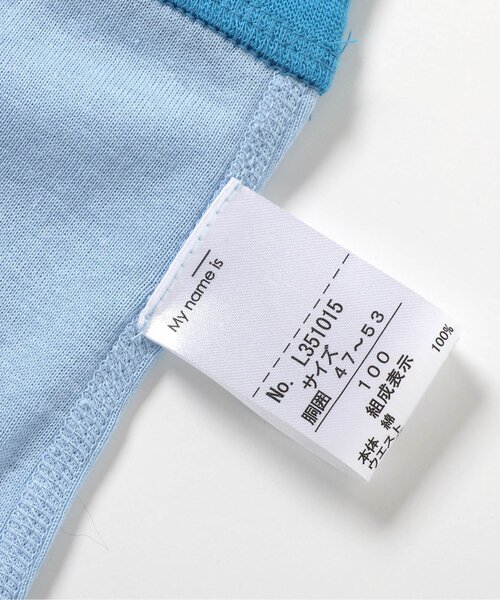 My name is
No. L351015
サイズ
胴囲 47～53
100
組成表示
本体 綿 100%
ウエスト